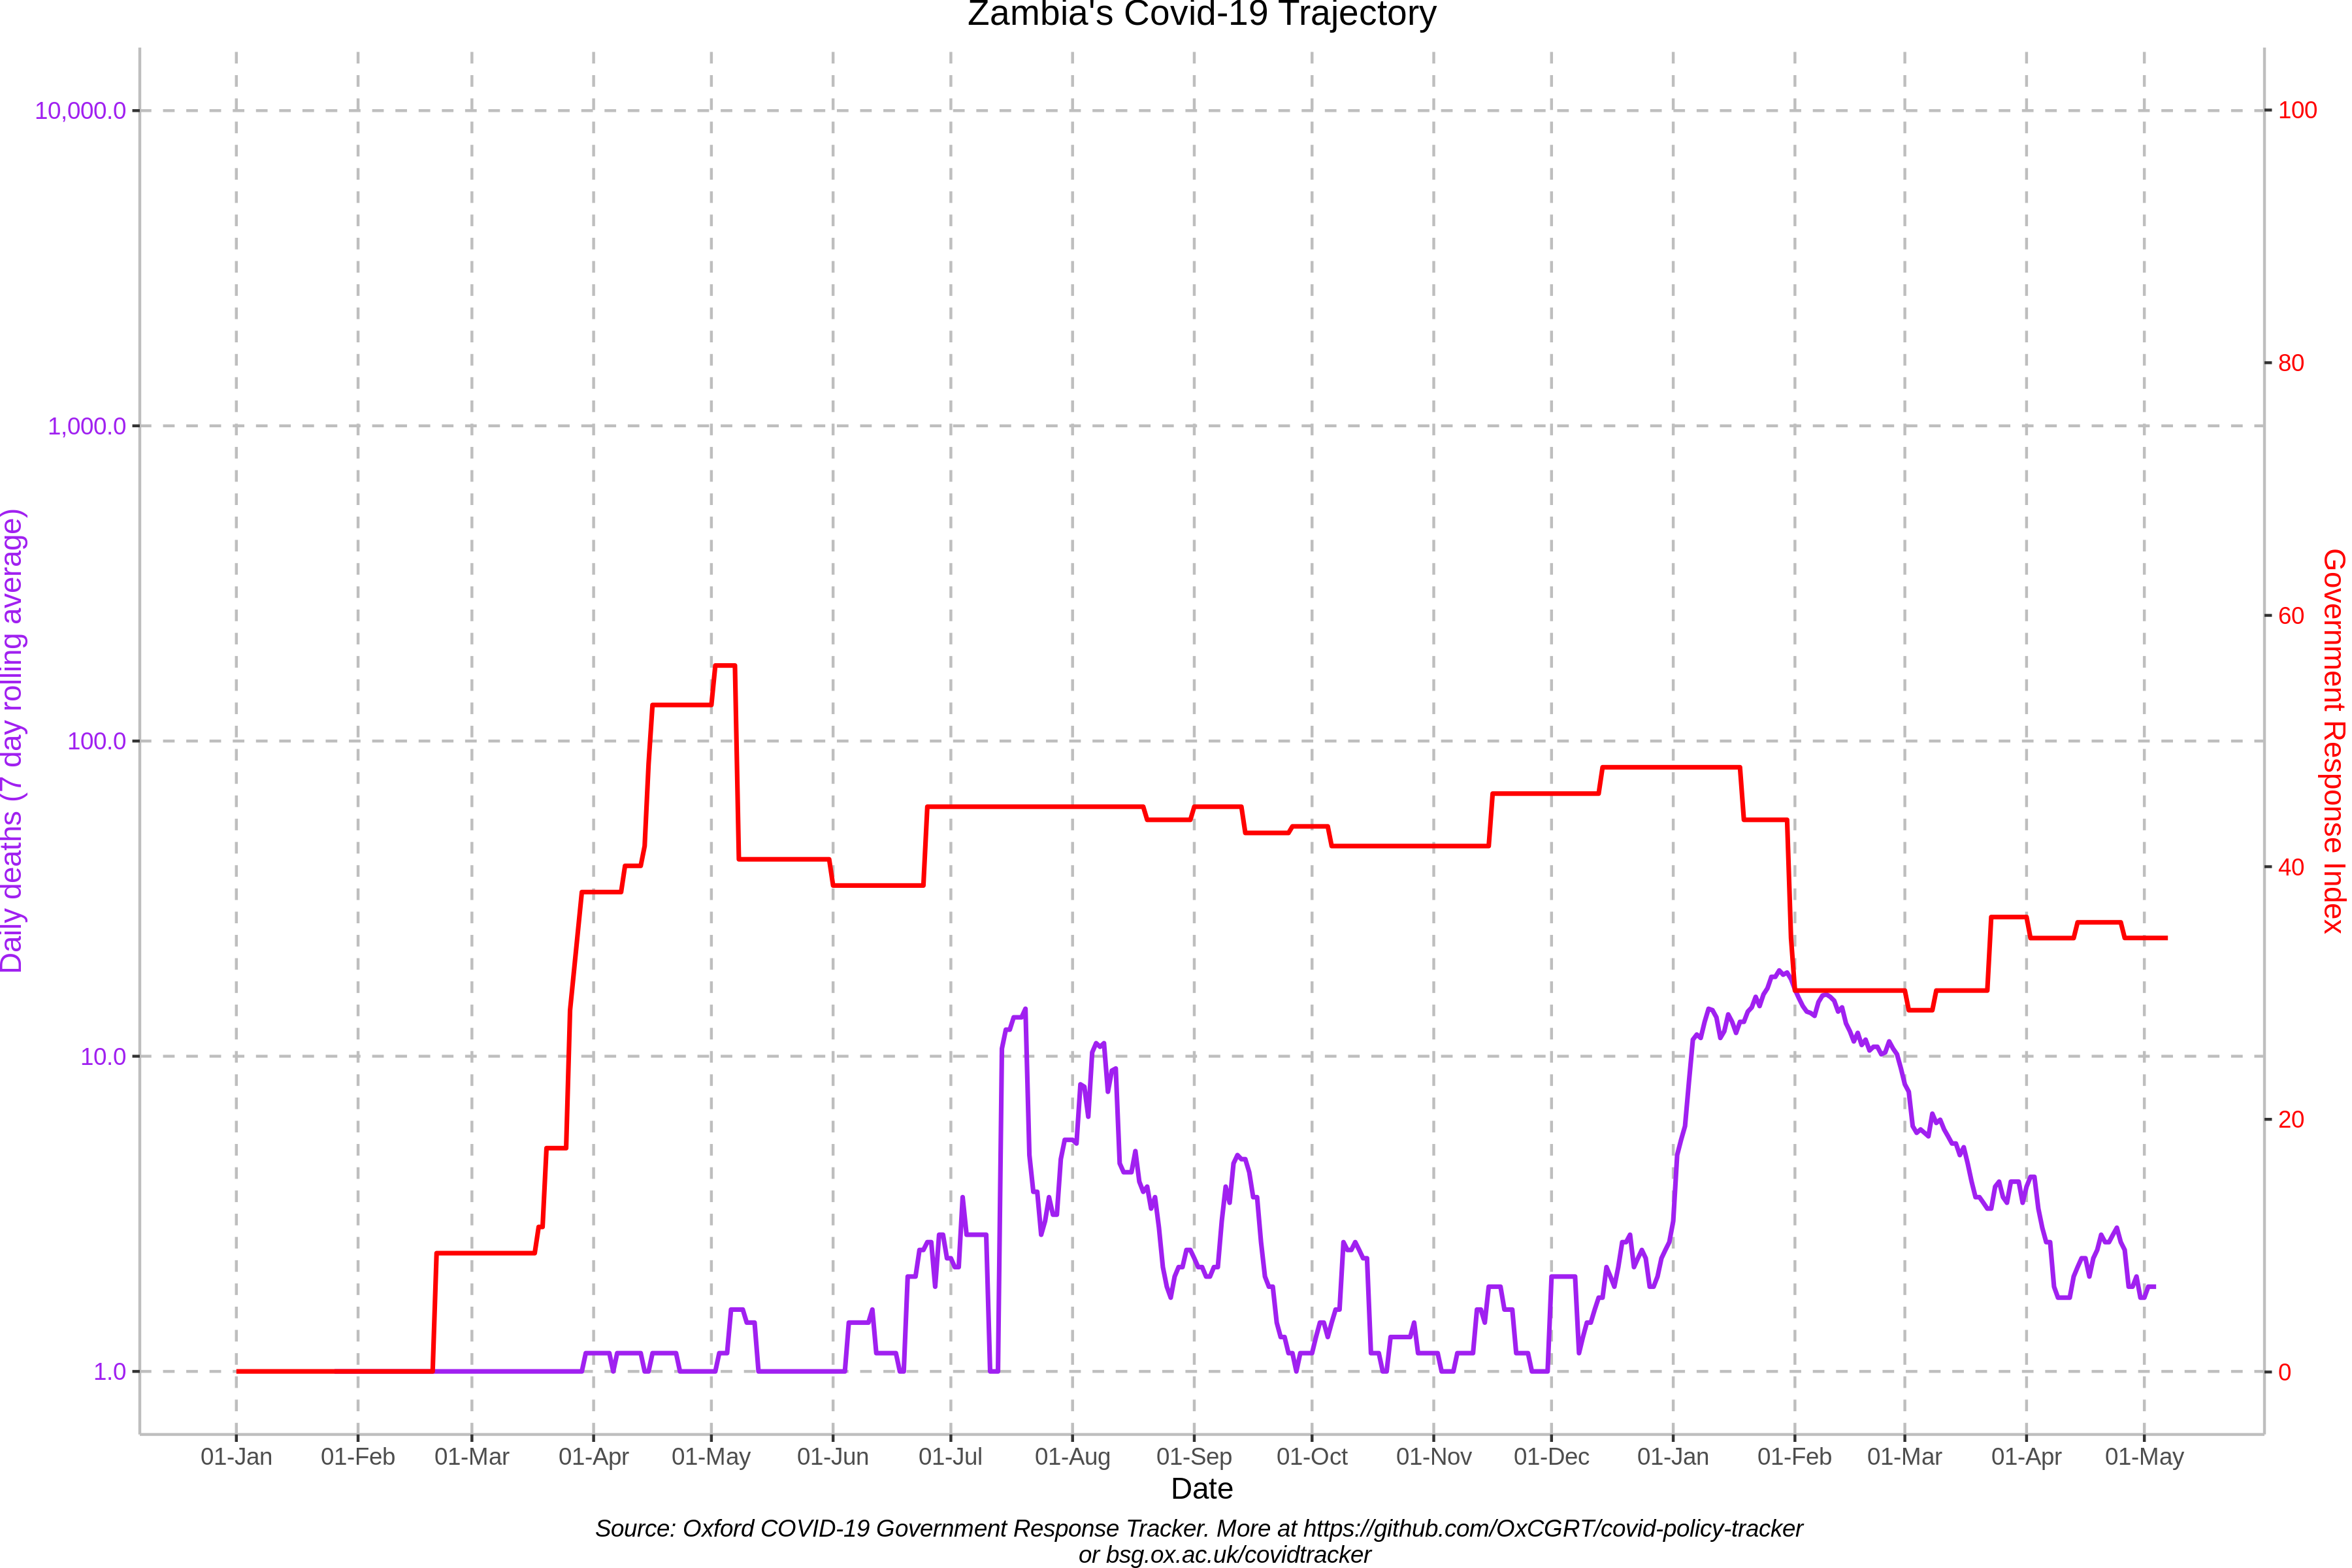 Zambia's Covid-19 Trajectory
10,000.0
1,000.0
100.0
10.0
1.0
Daily deaths (7 day rolling average)
100
80
60
40
20
0
Government Response Index
01-Jan 01-Feb 01-Mar 01-Apr 01-May 01-Jun 01-Jul 01-Aug 01-Sep 01-Oct 01-Nov 01-Dec 01-Jan 01-Feb 01-Mar 01-Apr 01-May
Date
Source: Oxford COVID-19 Government Response Tracker. More at https://github.com/OxCGRT/covid-policy-tracker
or bsg.ox.ac.uk/covidtracker